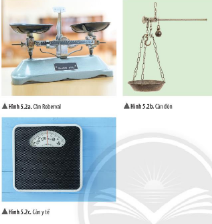 ▲ Hình 5.2a. Cân Roberval
▲ Hình 5.2b. Cân đòn
▲ Hình 5.2c. Cân y tế